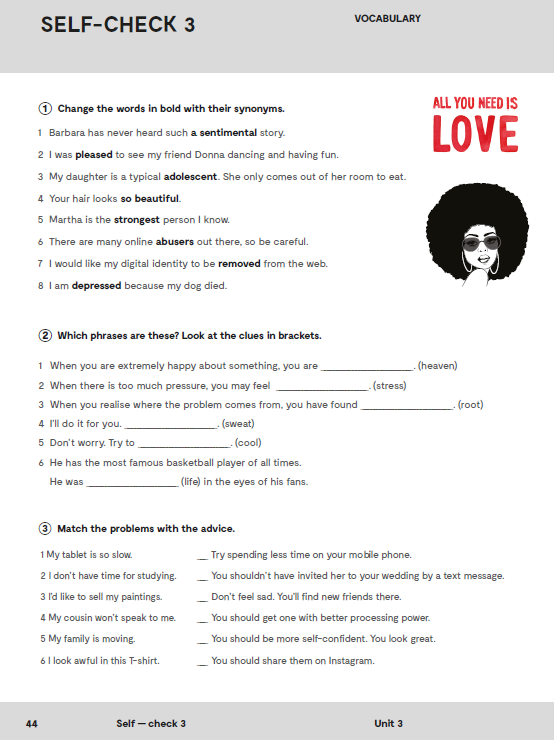 SELF-CHECK 3
VOCABULARY
1 Change the words in bold with their synonyms.
ALL YOU NEED IS
LOVE
1 Barbara has never heard such a sentimental story.
2 I was pleased to see my friend Donna dancing and having fun.
3 My daughter is a typical adolescent. She only comes out of her room to eat.
4 Your hair looks so beautiful.
5 Martha is the strongest person I know.
6 There are many online abusers out there, so be careful.
7 I would like my digital identity to be removed from the web.
8 I am depressed because my dog died.
2 Which phrases are these? Look at the clues in brackets.
1 When you are extremely happy about something, you are ________________. (heaven)
2 When there is too much pressure, you may feel ________________. (stress)
3 When you realise where the problem comes from, you have found ________________. (root)
4 I'll do it for you. ________________. (sweat)
5 Don't worry. Try to ________________. (cool)
6 He has the most famous basketball player of all times.
He was ________________ (life) in the eyes of his fans.
3 Match the problems with the advice.
1 My tablet is so slow. __ Try spending less time on your mobile phone.
2 I don't have time for studying. __ You shouldn't have invited her to your wedding by a text message.
3 I'd like to sell my paintings. __ Don't feel sad. You'll find new friends there.
4 My cousin won't speak to me. __ You should get one with better processing power.
5 My family is moving. __ You should be more self-confident. You look great.
6 I look awful in this T-shirt. __ You should share them on Instagram.
44 Self — check 3 Unit 3